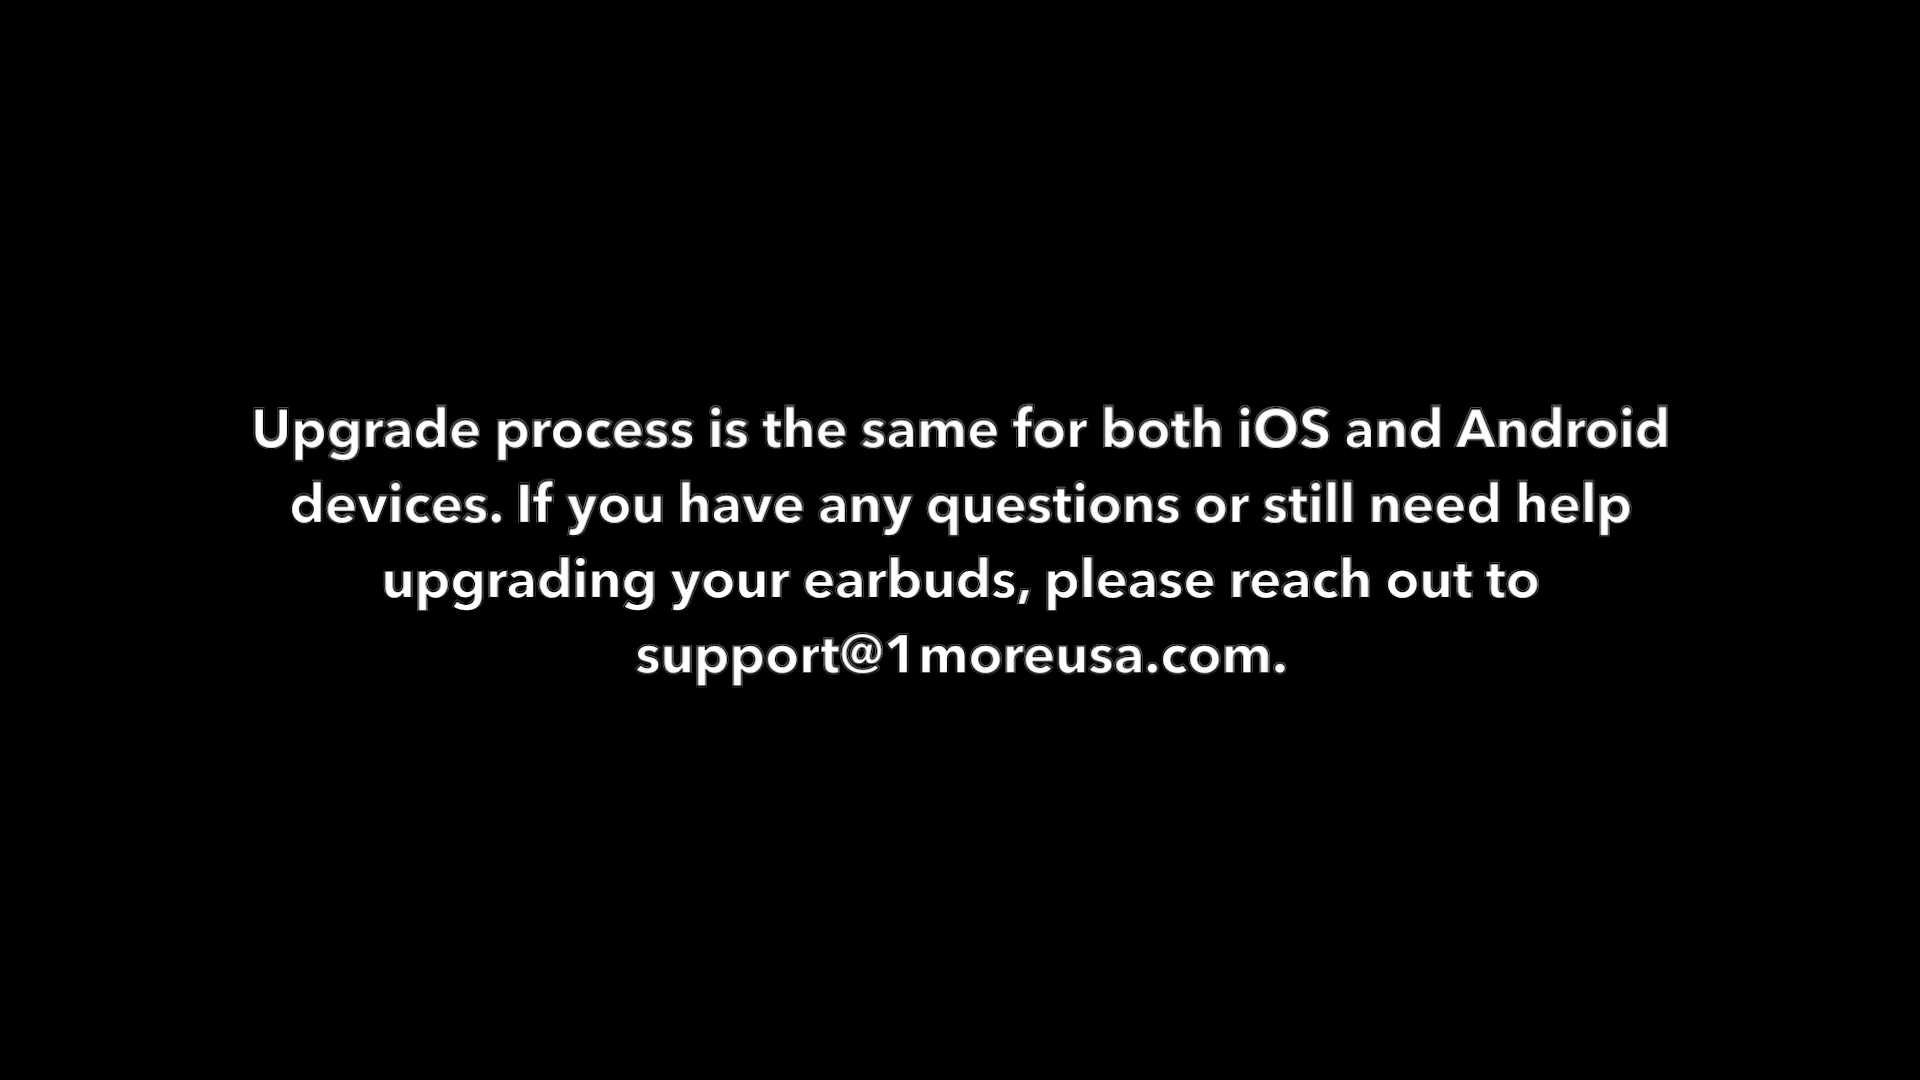 Upgrade process is the same for both iOS and Android
devices. If you have any questions or still need help
upgrading your earbuds, please reach out to
support@1moreusa.com.